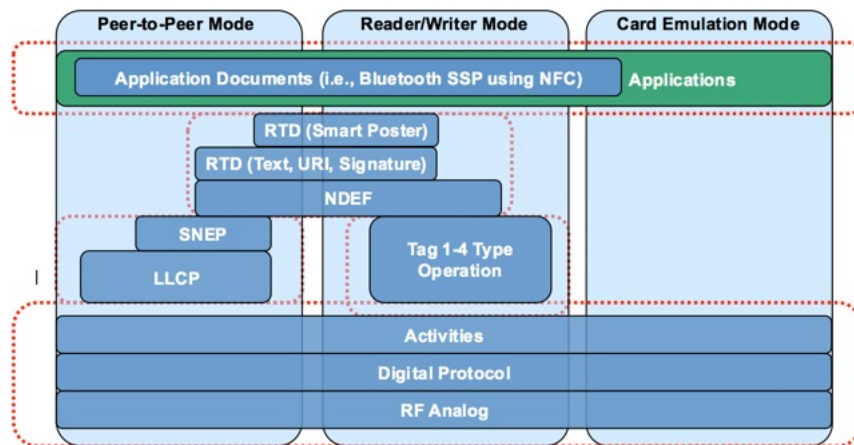 Peer-to-Peer Mode
Reader/Writer Mode
Card Emulation Mode
Application Documents (i.e., Bluetooth SSP using NFC)
Applications
RTD (Smart Poster)
RTD (Text, URI, Signature)
NDEF
SNEP
LLCP
Tag 1-4 Type
Operation
Activities
Digital Protocol
RF Analog